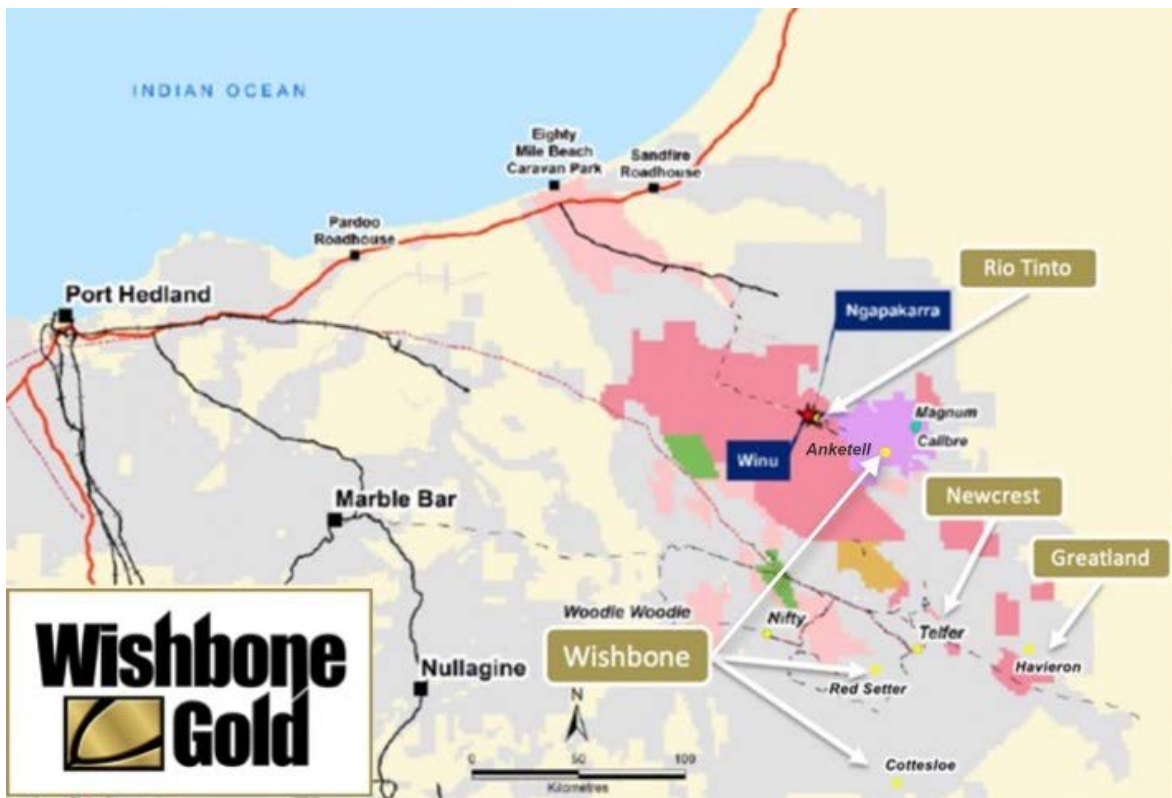 INDIAN OCEAN
Eighty
Mile Beach
Caravan Park
Sandfire
Roadhouse
Pardoo
Roadhouse
Rio Tinto
Port Hedland
Ngapakarra
Magnum
Calibre
Anketell
Winu
Newcrest
Marble Bar
Greatland
Woodie Woodie
Nifty
Telfer
Wishbone
Havieron
Nullagine
Red Setter
N
Cottesloe
0 50 100
Kilometres
Wishbone
Gold